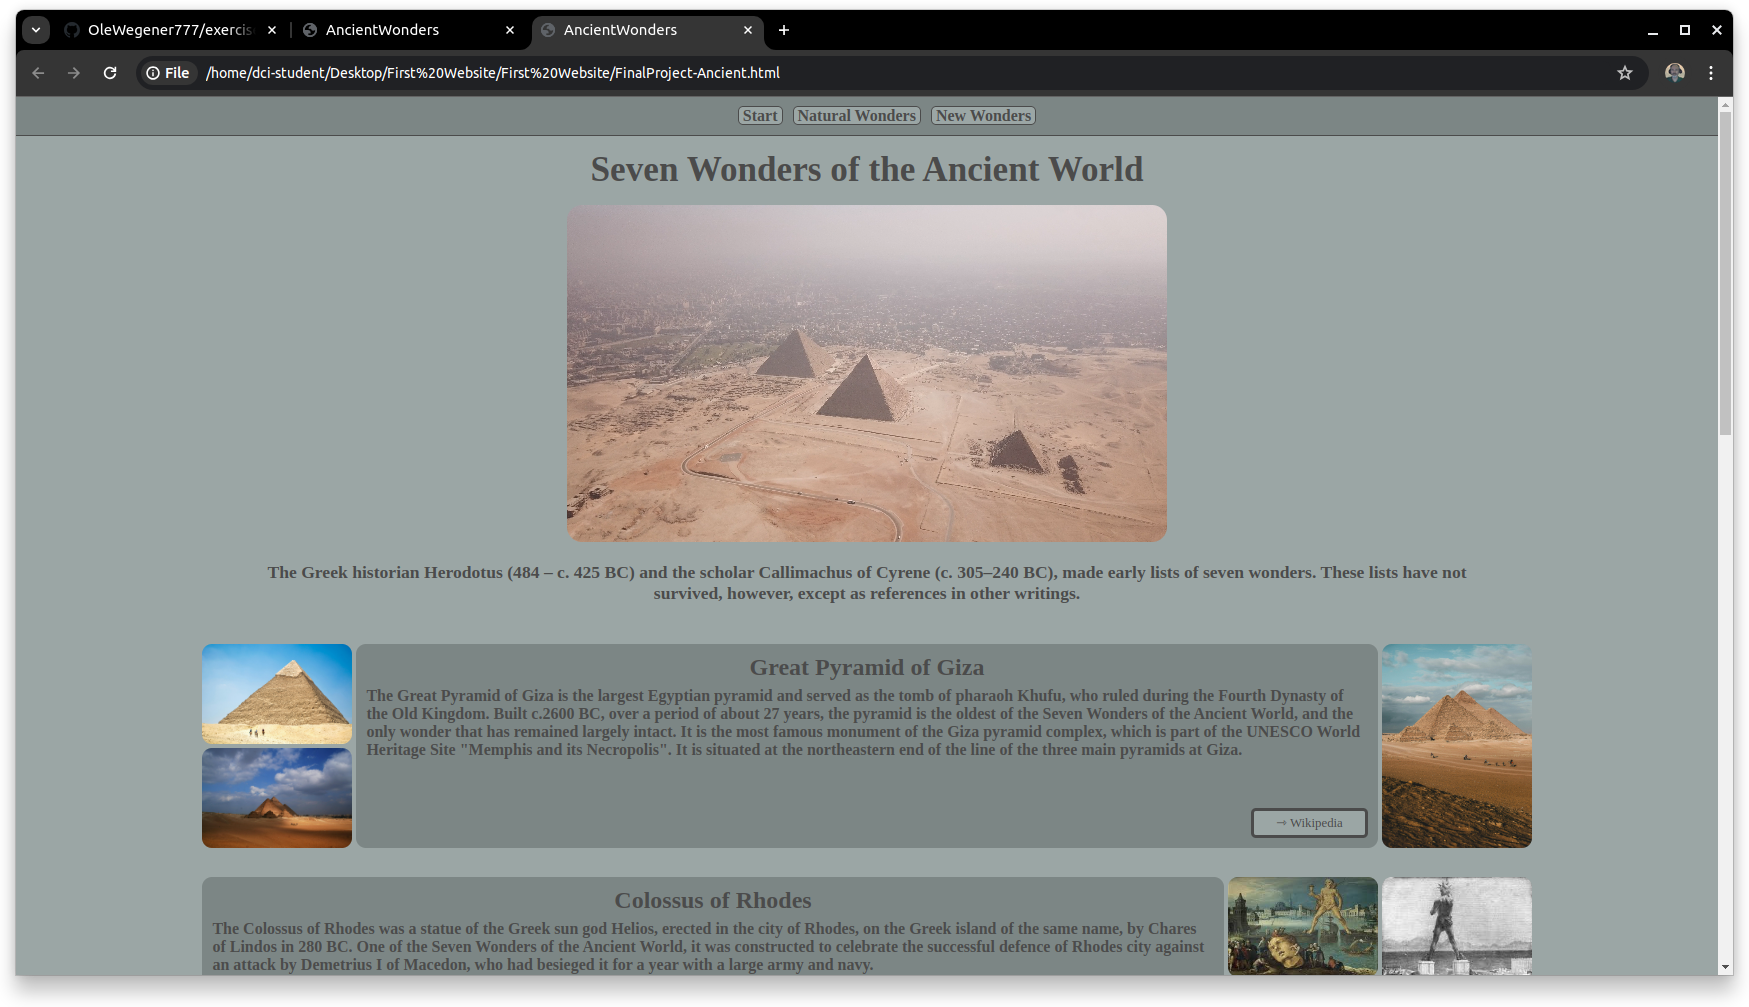 OleWegener777/exercis
AncientWonders
AncientWonders
File
/home/dci-student/Desktop/First%20Website/First%20Website/FinalProject-Ancient.html
Start
Natural Wonders
New Wonders
Seven Wonders of the Ancient World
The Greek historian Herodotus (484 – c. 425 BC) and the scholar Callimachus of Cyrene (c. 305–240 BC), made early lists of seven wonders. These lists have not
survived, however, except as references in other writings.
Great Pyramid of Giza
The Great Pyramid of Giza is the largest Egyptian pyramid and served as the tomb of pharaoh Khufu, who ruled during the Fourth Dynasty of
the Old Kingdom. Built c.2600 BC, over a period of about 27 years, the pyramid is the oldest of the Seven Wonders of the Ancient World, and the
only wonder that has remained largely intact. It is the most famous monument of the Giza pyramid complex, which is part of the UNESCO World
Heritage Site "Memphis and its Necropolis". It is situated at the northeastern end of the line of the three main pyramids at Giza.
→ Wikipedia
Colossus of Rhodes
The Colossus of Rhodes was a statue of the Greek sun god Helios, erected in the city of Rhodes, on the Greek island of the same name, by Chares
of Lindos in 280 BC. One of the Seven Wonders of the Ancient World, it was constructed to celebrate the successful defence of Rhodes city against
an attack by Demetrius I of Macedon, who had besieged it for a year with a large army and navy.